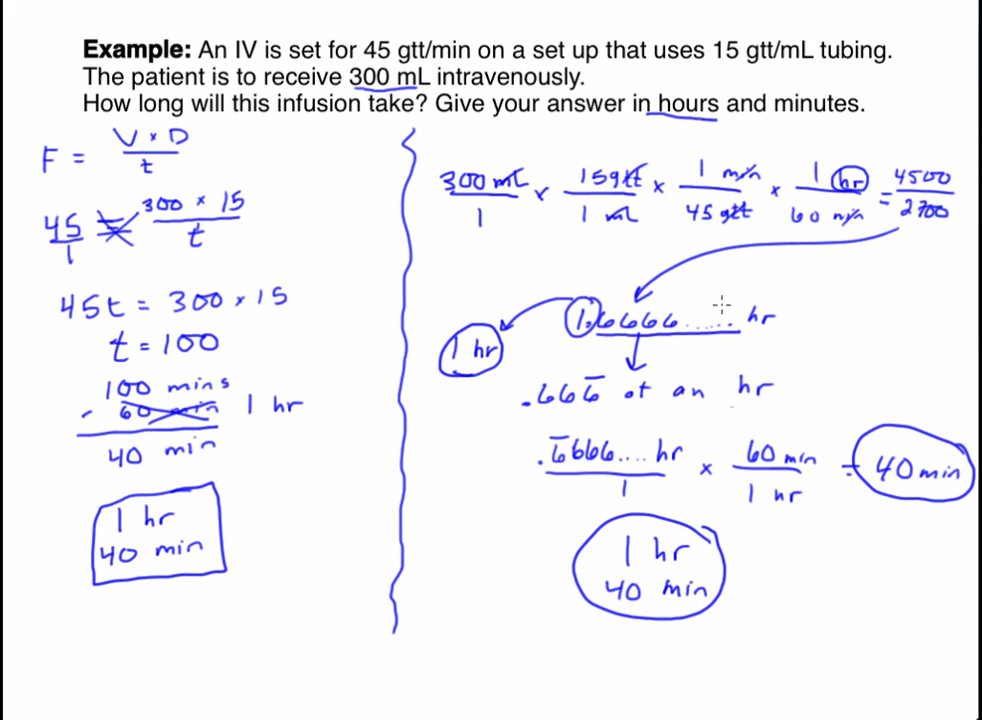 Example: An IV is set for 45 gtt/min on a set up that uses 15 gtt/mL tubing.
The patient is to receive 300 mL intravenously.
How long will this infusion take? Give your answer in hours and minutes.
F = V × D / t
45/1 = 300 × 15 / t
45t = 300 × 15
t = 100
100 mins
- 60 min 1 hr
40 min
1 hr
40 min
300 mL/1 × 15 gtt/1 mL × 1 min/45 gtt × 1 hr/60 min = 4500/2700
1.6666...... hr
1 hr
.666 of an hr
.6666.... hr/1 × 60 min/1 hr = 40 min
1 hr
40 min